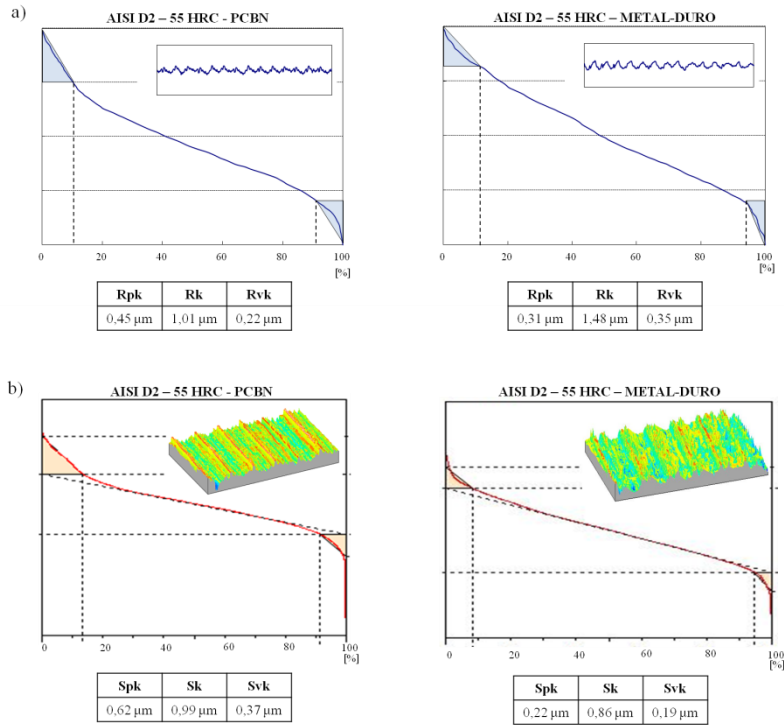 a)
AISI D2 – 55 HRC - PCBN
0 20 40 60 80 100
[%]
Rpk Rk Rvk
0,45 µm 1,01 µm 0,22 µm
AISI D2 – 55 HRC – METAL-DURO
0 20 40 60 80 100
[%]
Rpk Rk Rvk
0,31 µm 1,48 µm 0,35 µm
b)
AISI D2 – 55 HRC - PCBN
0 20 40 60 80 100
[%]
Spk Sk Svk
0,62 µm 0,99 µm 0,37 µm
AISI D2 – 55 HRC – METAL-DURO
0 20 40 60 80 100
[%]
Spk Sk Svk
0,22 µm 0,86 µm 0,19 µm